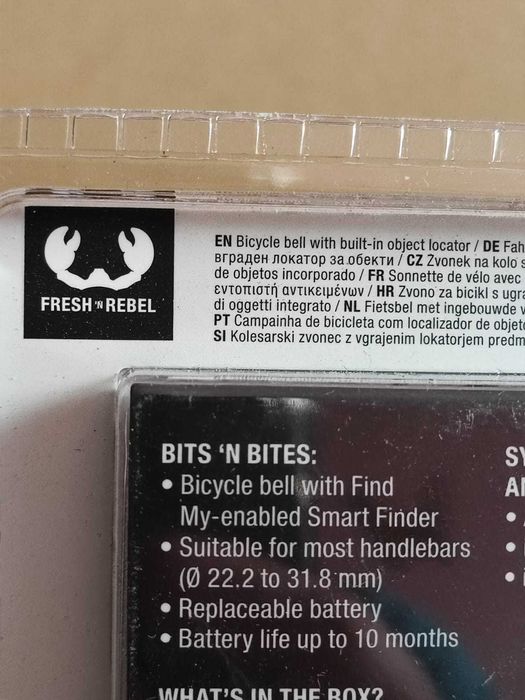 FRESH 'N REBEL
EN Bicycle bell with built-in object locator / DE Fah
вграден локатор за обекти / CZ Zvonek na kolo s
de objetos incorporado / FR Sonnette de vélo avec
εντοπιστή αντικειμένων / HR Zvono za bicikl s ugra
di oggetti integrato / NL Fietsbel met ingebouwde v
PT Campainha de bicicleta com localizador de objeto
SI Kolesarski zvonec z vgrajenim lokatorjem predm
BITS 'N BITES:
• Bicycle bell with Find
My-enabled Smart Finder
• Suitable for most handlebars
(Ø 22.2 to 31.8 mm)
• Replaceable battery
• Battery life up to 10 months
WHAT'S IN THE BOX?